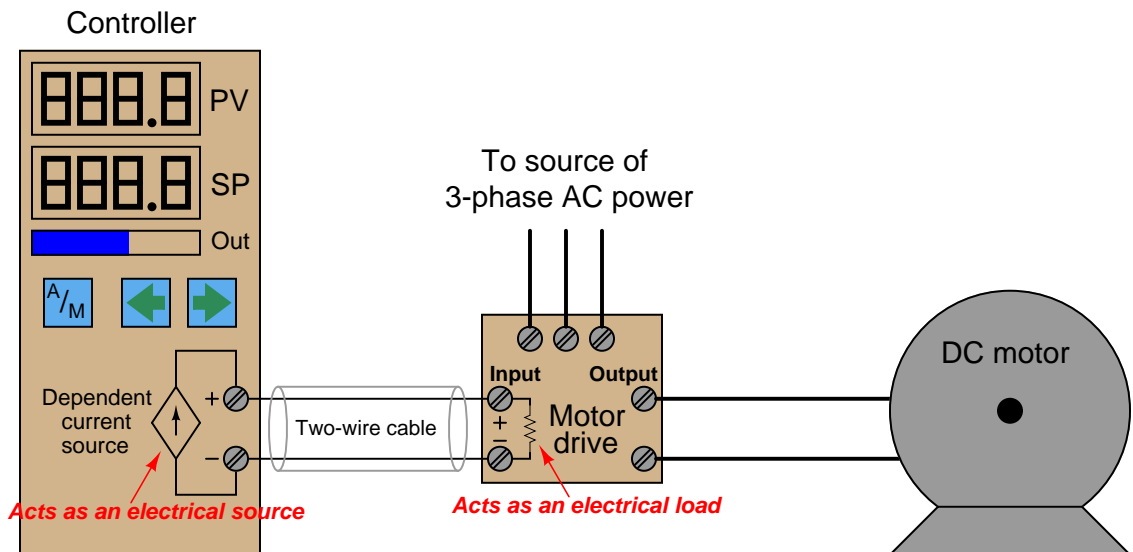 Controller
888.8
PV
888.8
SP
Out
A/M
To source of
3-phase AC power
Dependent
current
source
+
−
Two-wire cable
Input
Output
+
−
Motor
drive
DC motor
Acts as an electrical source
Acts as an electrical load